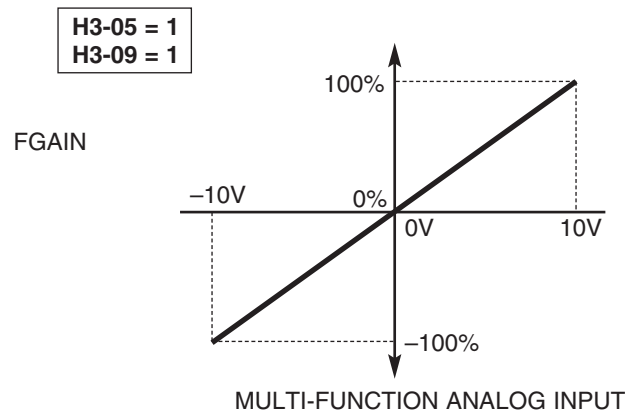 H3-05 = 1
H3-09 = 1
100%
FGAIN
–10V
0%
0V
10V
–100%
MULTI-FUNCTION ANALOG INPUT